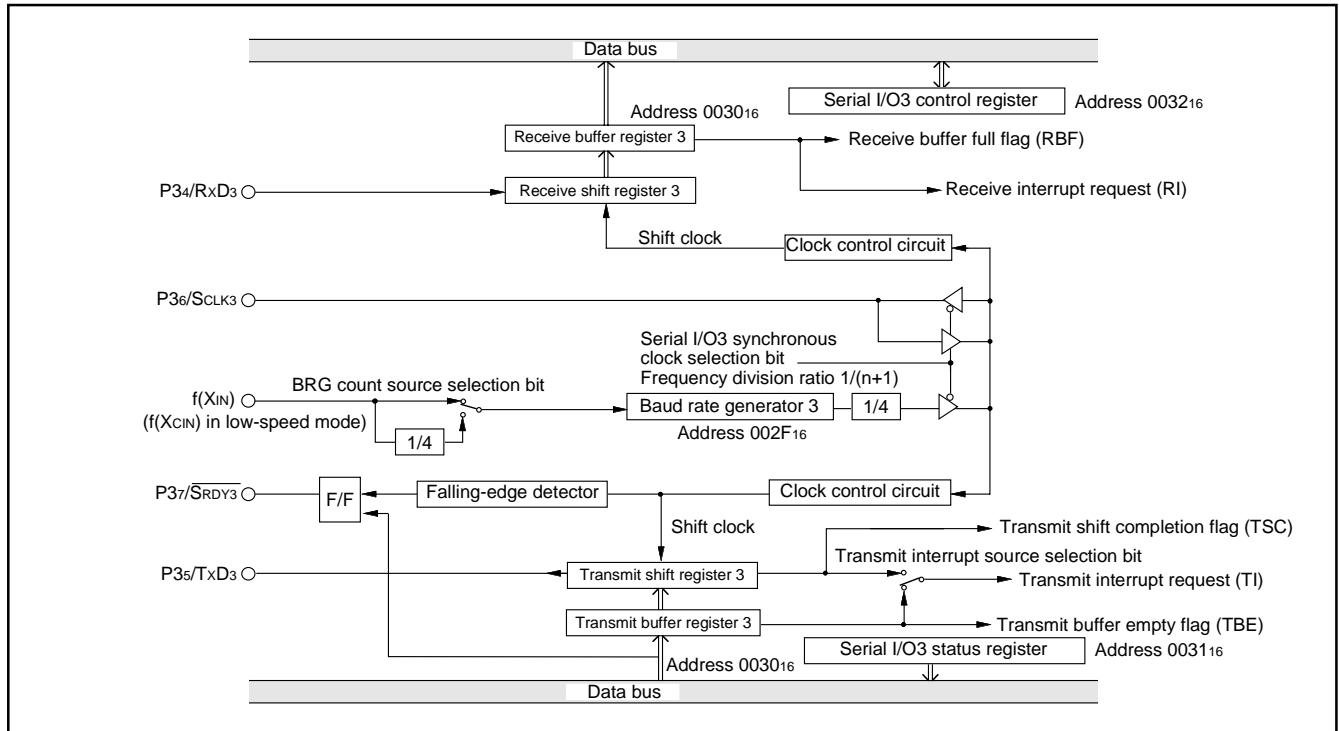 Data bus
Serial I/O3 control register Address 0032₁₆
Address 0030₁₆
Receive buffer register 3 Receive buffer full flag (RBF)
P3₄/RxD₃ Receive shift register 3 Receive interrupt request (RI)
Shift clock Clock control circuit
P3₆/SCLK3
Serial I/O3 synchronous
clock selection bit
Frequency division ratio 1/(n+1)
BRG count source selection bit
f(XIN) Baud rate generator 3 1/4
(f(XCIN) in low-speed mode)
1/4 Address 002F₁₆
P3₇/S̅R̅D̅Y̅3̅ F/F Falling-edge detector Clock control circuit
Shift clock Transmit shift completion flag (TSC)
Transmit interrupt source selection bit
P3₅/TxD₃ Transmit shift register 3 Transmit interrupt request (TI)
Transmit buffer register 3 Transmit buffer empty flag (TBE)
Address 0030₁₆ Serial I/O3 status register Address 0031₁₆
Data bus